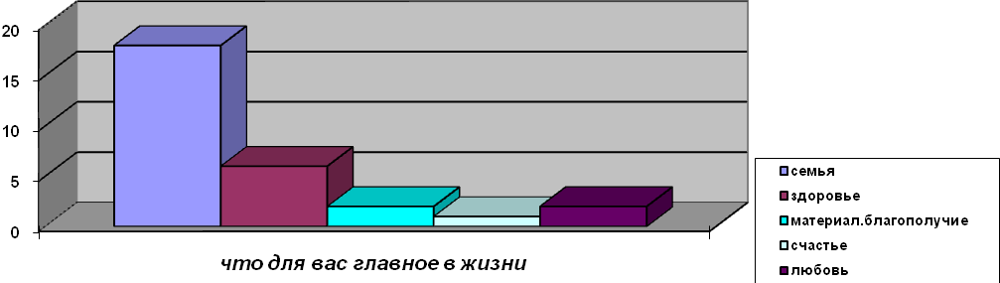 20
15
10
5
0
что для вас главное в жизни
семья
здоровье
материал.благополучие
счастье
любовь